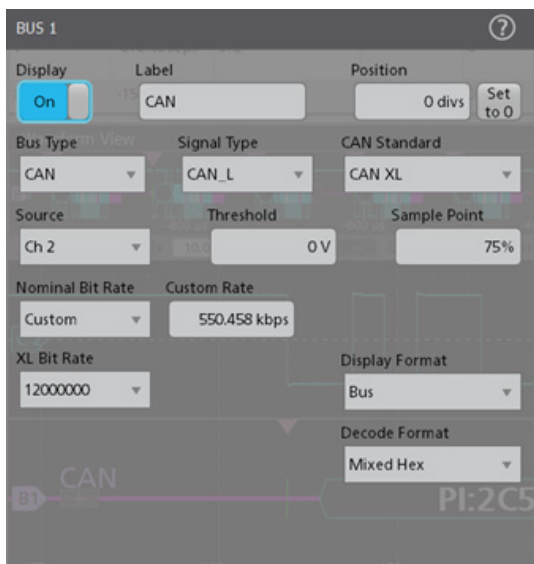 BUS 1
?
Display Label Position
On CAN 0 divs Set to 0
Bus Type Signal Type CAN Standard
CAN CAN_L CAN XL
Source Threshold Sample Point
Ch 2 0 V 75%
Nominal Bit Rate Custom Rate
Custom 550.458 kbps
XL Bit Rate Display Format
12000000 Bus
Decode Format
Mixed Hex
B1 CAN PI:2C5